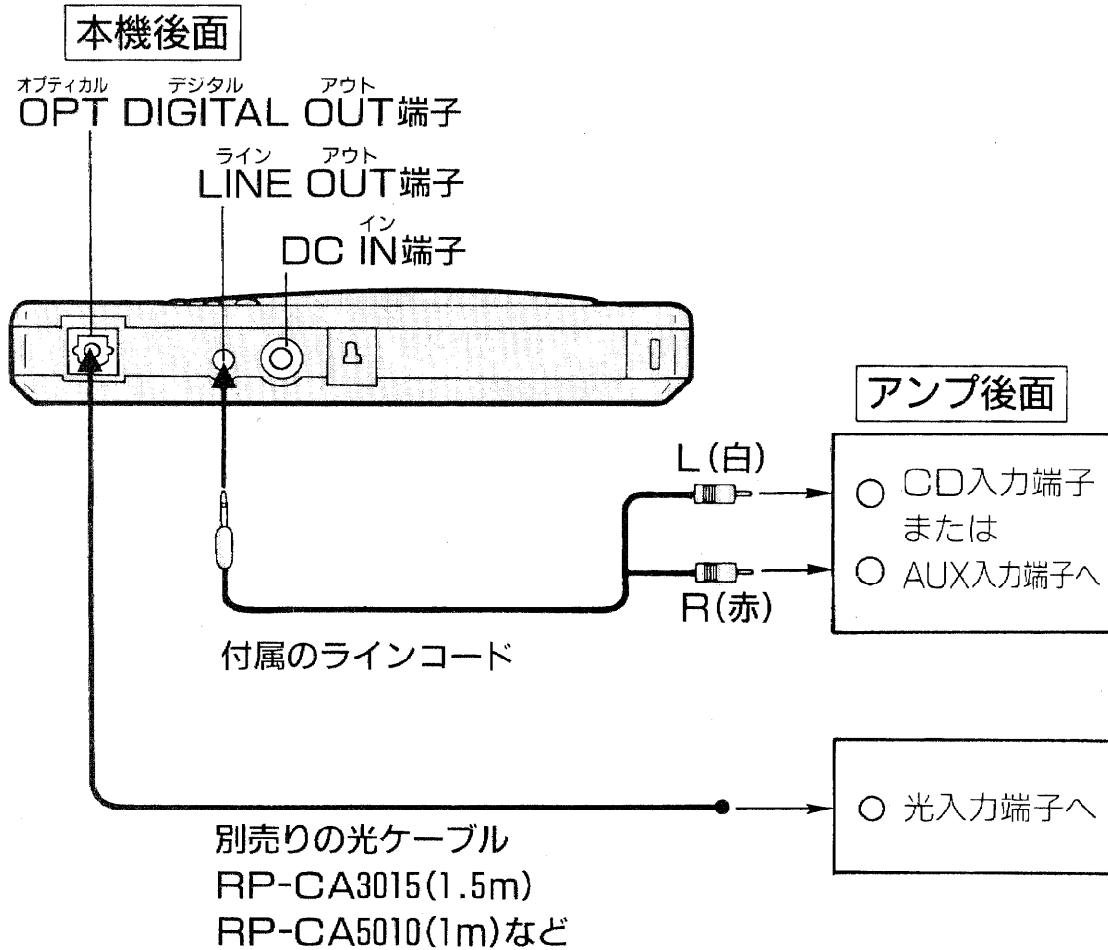 本機後面
オプティカル デジタル アウト
OPT DIGITAL OUT端子
ライン アウト
LINE OUT端子
イン
DC IN端子
アンプ後面
L(白)
CD入力端子
または
AUX入力端子へ
R(赤)
付属のラインコード
光入力端子へ
別売りの光ケーブル
RP-CA3015(1.5m)
RP-CA5010(1m)など